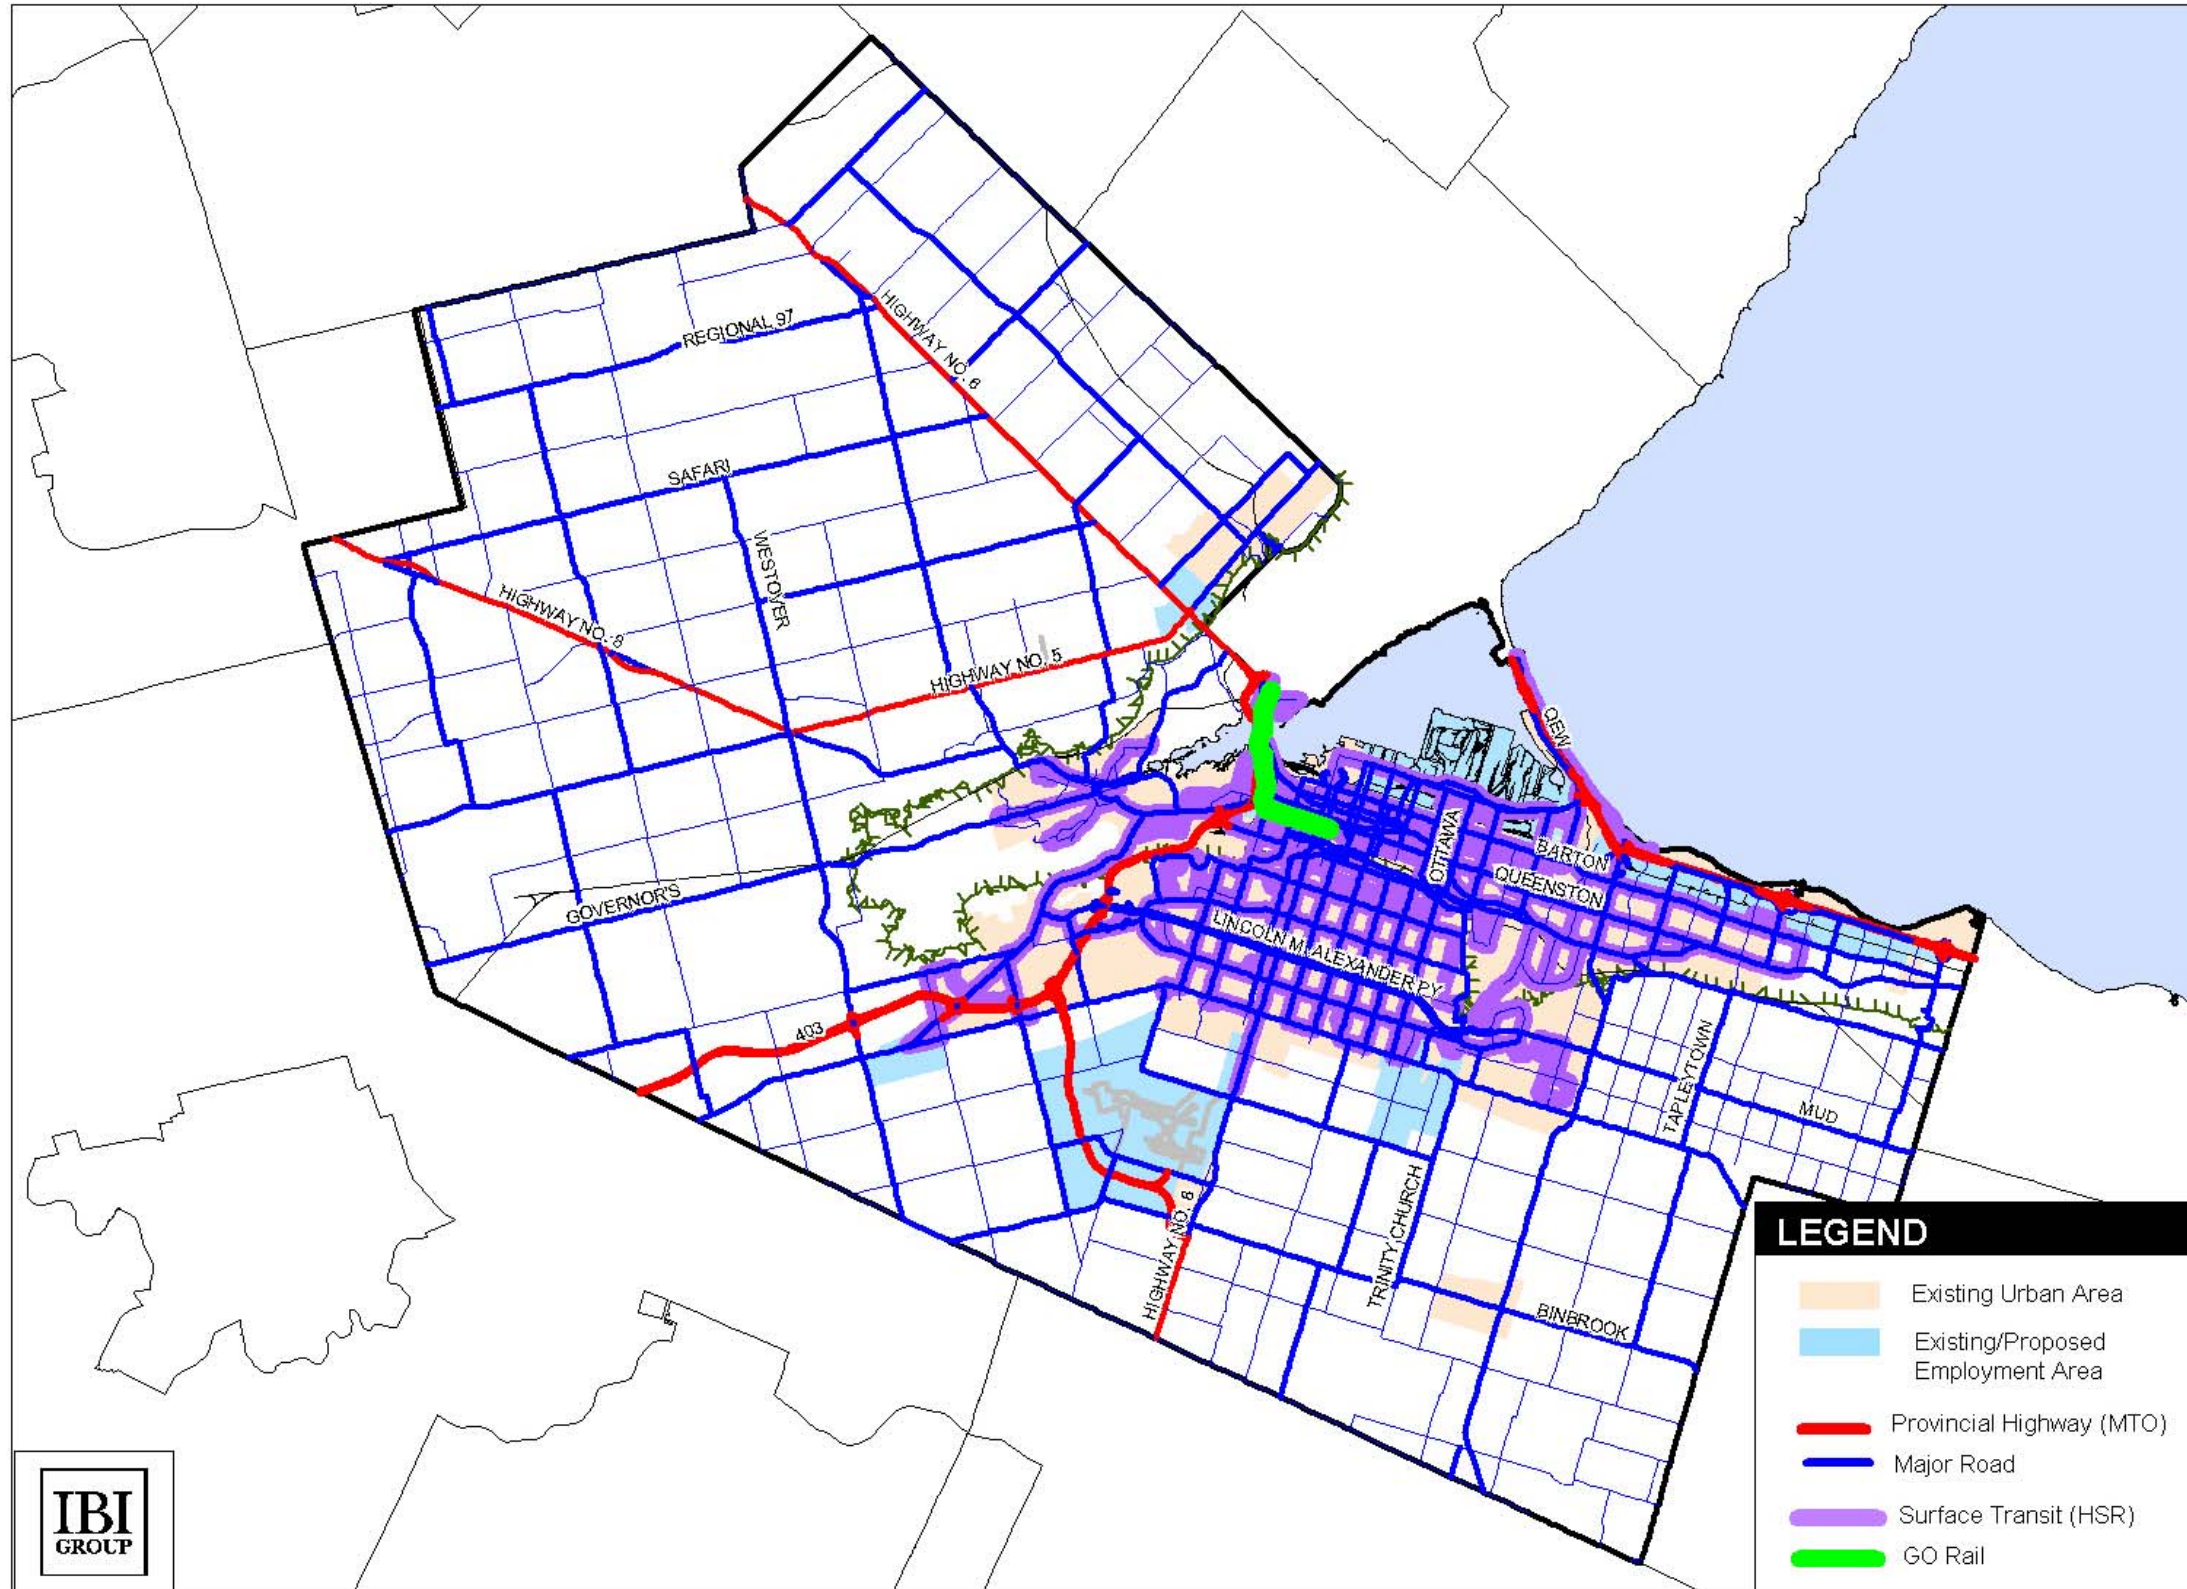 REGIONAL 97
HIGHWAY NO. 6
SAFARI
WESTOVER
HIGHWAY NO. 8
HIGHWAY NO. 5
QEW
OTTAWA
BARTON
QUEENSTON
GOVERNOR'S
LINCOLN M. ALEXANDER PY
403
TAPLEYTOWN
MUD
TRINITY CHURCH
HIGHWAY NO. 8
BINBROOK
LEGEND
Existing Urban Area
Existing/Proposed
Employment Area
Provincial Highway (MTO)
Major Road
Surface Transit (HSR)
GO Rail
IBI
GROUP